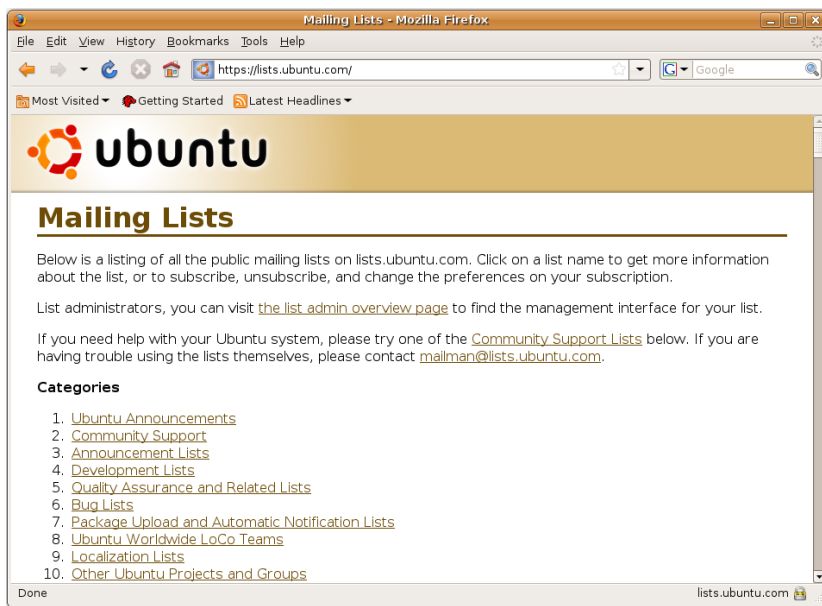 Mailing Lists - Mozilla Firefox
File Edit View History Bookmarks Tools Help
https://lists.ubuntu.com/ Google
Most Visited Getting Started Latest Headlines
ubuntu
Mailing Lists
Below is a listing of all the public mailing lists on lists.ubuntu.com. Click on a list name to get more information
about the list, or to subscribe, unsubscribe, and change the preferences on your subscription.
List administrators, you can visit the list admin overview page to find the management interface for your list.
If you need help with your Ubuntu system, please try one of the Community Support Lists below. If you are
having trouble using the lists themselves, please contact mailman@lists.ubuntu.com.
Categories
1. Ubuntu Announcements
2. Community Support
3. Announcement Lists
4. Development Lists
5. Quality Assurance and Related Lists
6. Bug Lists
7. Package Upload and Automatic Notification Lists
8. Ubuntu Worldwide LoCo Teams
9. Localization Lists
10. Other Ubuntu Projects and Groups
Done lists.ubuntu.com